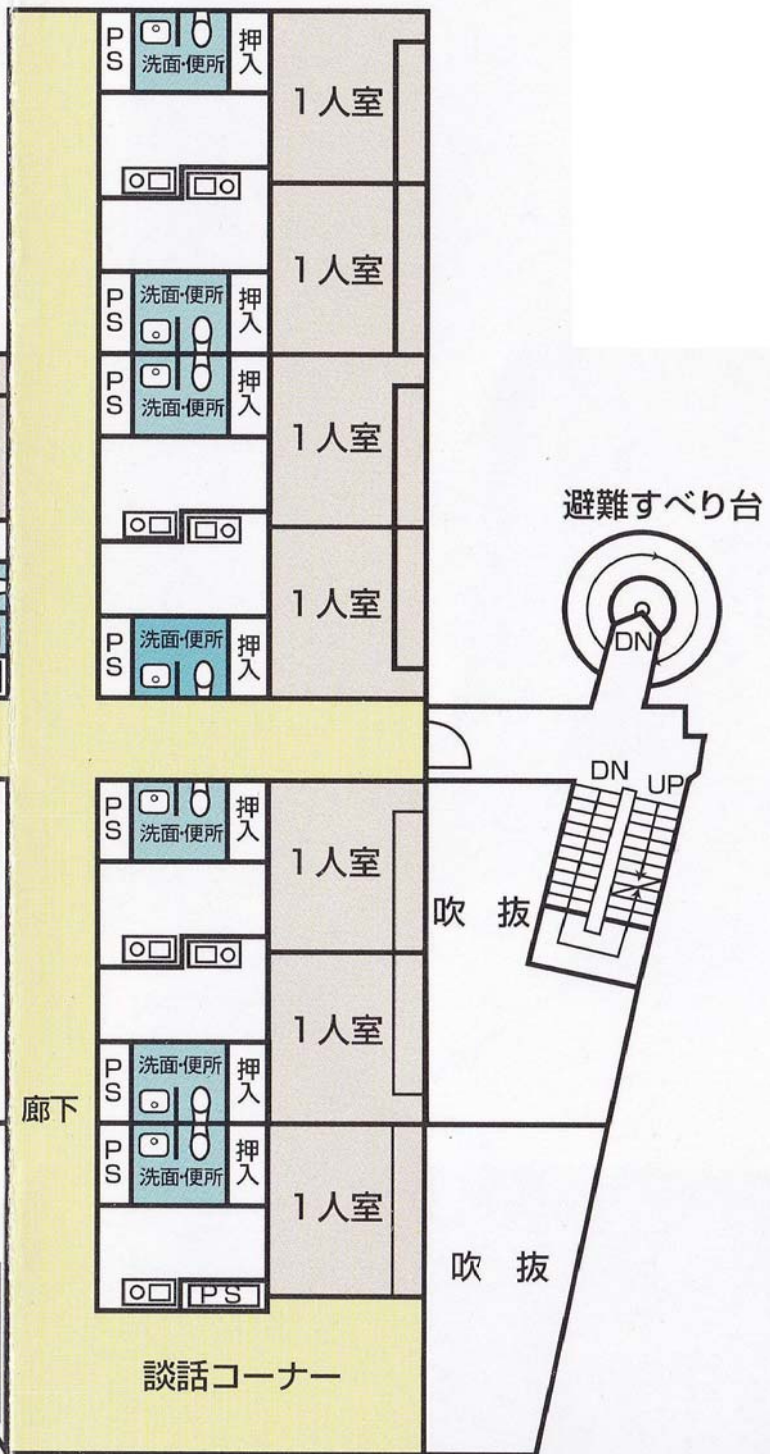 PS
洗面・便所
押入
1人室
1人室
PS
洗面・便所
押入
PS
洗面・便所
押入
1人室
避難すべり台
1人室
PS
洗面・便所
押入
DN
DN
UP
PS
洗面・便所
押入
1人室
吹 抜
1人室
PS
洗面・便所
押入
廊下
PS
洗面・便所
押入
1人室
吹 抜
PS
談話コーナー